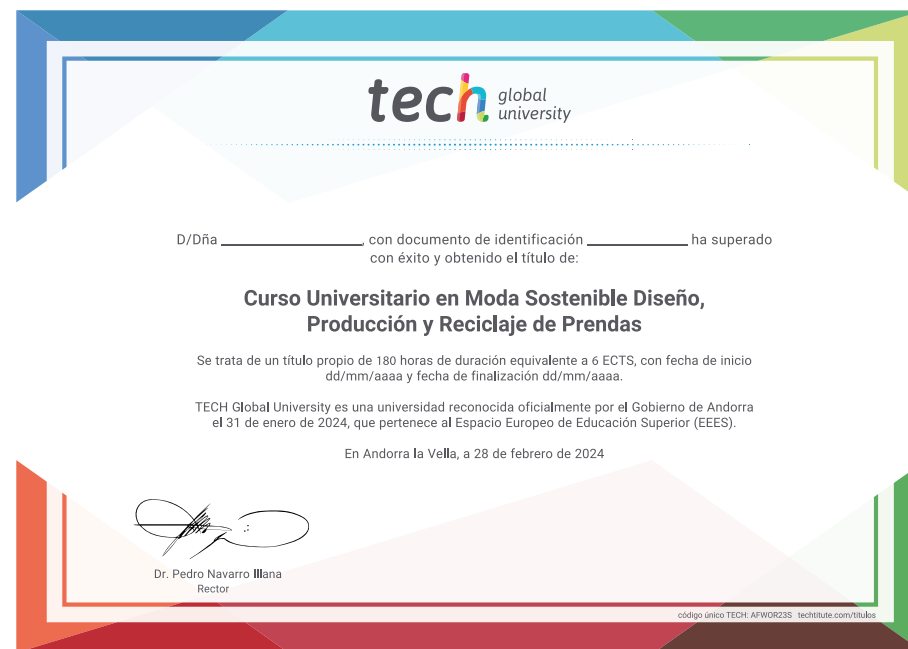 tech global university
D/Dña ______________, con documento de identificación __________ ha superado
con éxito y obtenido el título de:
Curso Universitario en Moda Sostenible Diseño,
Producción y Reciclaje de Prendas
Se trata de un título propio de 180 horas de duración equivalente a 6 ECTS, con fecha de inicio
dd/mm/aaaa y fecha de finalización dd/mm/aaaa.
TECH Global University es una universidad reconocida oficialmente por el Gobierno de Andorra
el 31 de enero de 2024, que pertenece al Espacio Europeo de Educación Superior (EEES).
En Andorra la Vella, a 28 de febrero de 2024
Dr. Pedro Navarro Illana
Rector
código único TECH: AFWOR23S techtitute.com/titulos